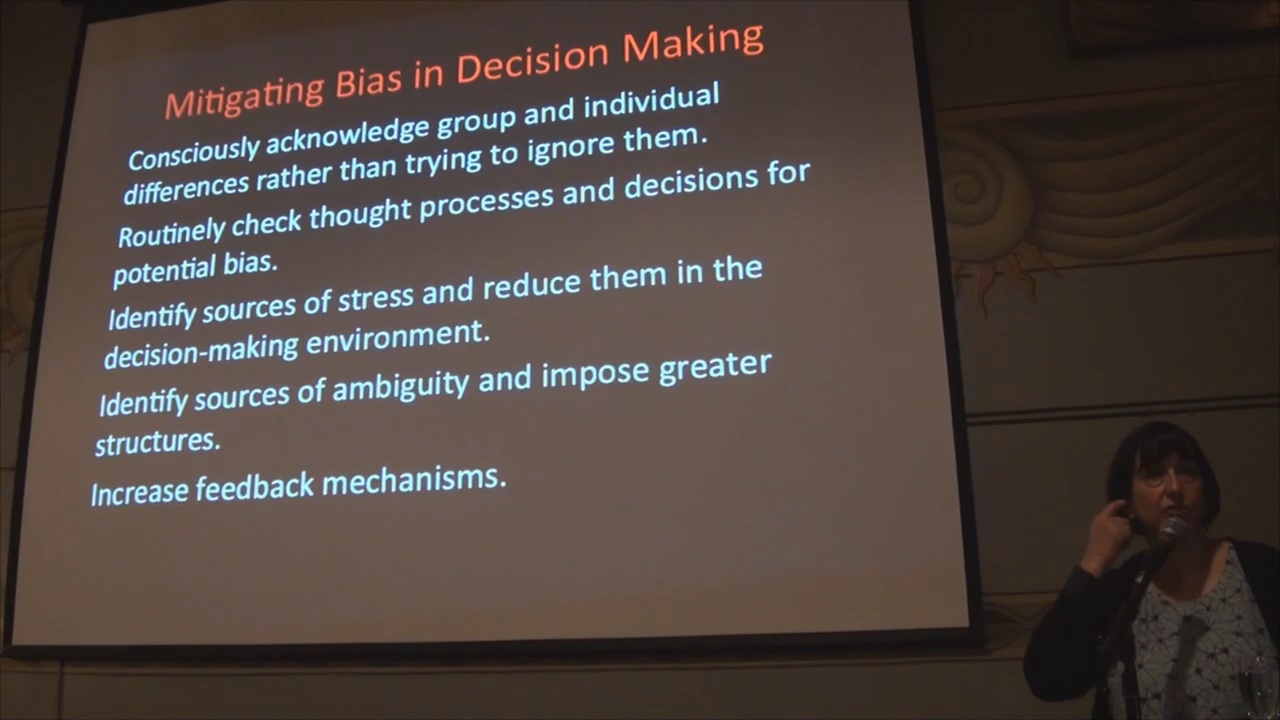 Mitigating Bias in Decision Making
Consciously acknowledge group and individual
differences rather than trying to ignore them.
Routinely check thought processes and decisions for
potential bias.
Identify sources of stress and reduce them in the
decision-making environment.
Identify sources of ambiguity and impose greater
structures.
Increase feedback mechanisms.